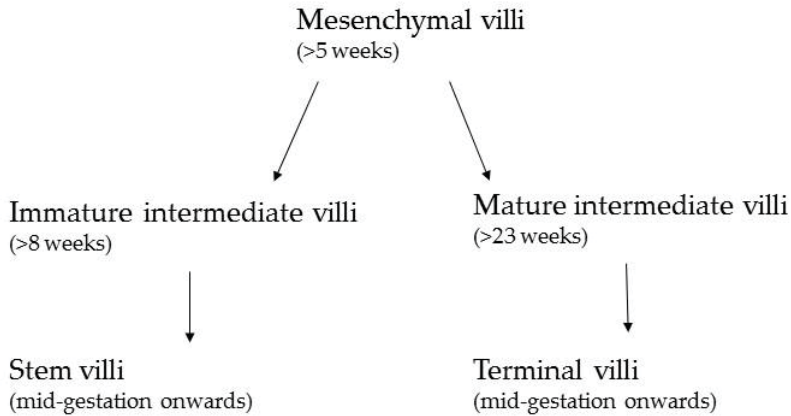 Mesenchymal villi
(>5 weeks)
Immature intermediate villi
(>8 weeks)
Mature intermediate villi
(>23 weeks)
Stem villi
(mid-gestation onwards)
Terminal villi
(mid-gestation onwards)